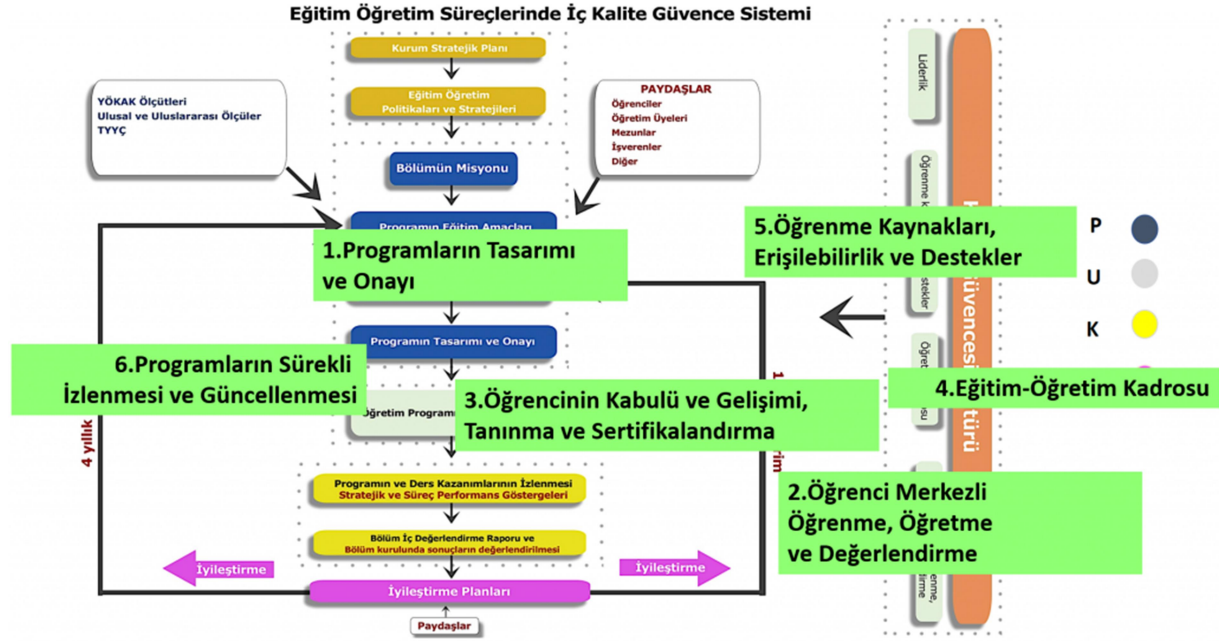 Eğitim Öğretim Süreçlerinde İç Kalite Güvence Sistemi
Kurum Stratejik Planı
Eğitim Öğretim
Politikaları ve Stratejileri
YÖKAK Ölçütleri
Ulusal ve Uluslararası Ölçüler
TYYÇ
PAYDAŞLAR
Öğrenciler
Öğretim Üyeleri
Mezunlar
İşverenler
Diğer
Bölümün Misyonu
Programın Eğitim Amaçları
1.Programların Tasarımı
ve Onayı
Programın Tasarımı ve Onayı
6.Programların Sürekli
İzlenmesi ve Güncellenmesi
Öğretim
3.Öğrencinin Kabulü ve Gelişimi,
Tanınma ve Sertifikalandırma
4 yıllık
Programın ve Ders Kazanımlarının İzlenmesi
Stratejik ve Süreç Performans Göstergeleri
Bölüm İç Değerlendirme Raporu ve
Bölüm kurulunda sonuçların değerlendirilmesi
İyileştirme
İyileştirme
İyileştirme Planları
Paydaşlar
Liderlik
Öğrenme
5.Öğrenme Kaynakları,
Erişilebilirlik ve Destekler
P
U
K
4.Eğitim-Öğretim Kadrosu
2.Öğrenci Merkezli
Öğrenme, Öğretme
ve Değerlendirme